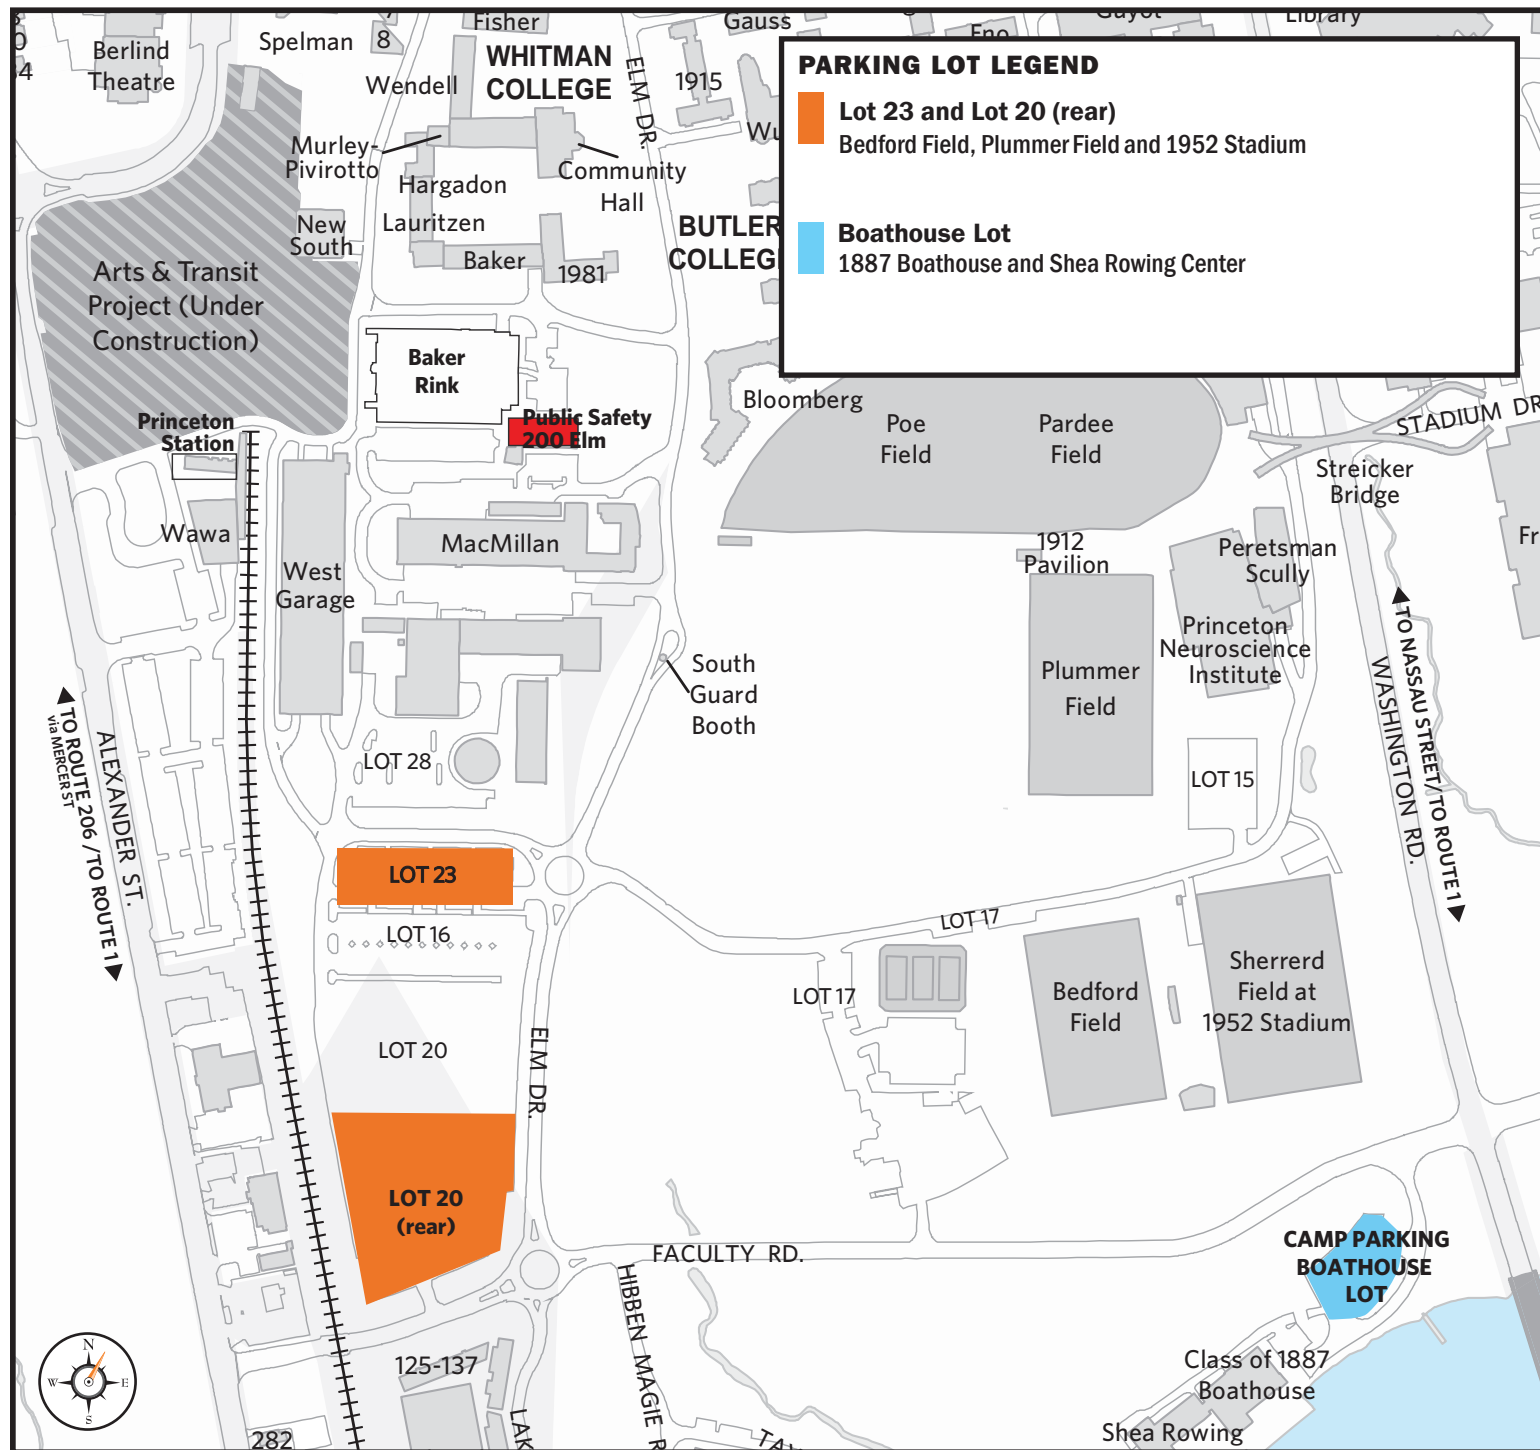 Fisher
Gauss
Guyot
Library
Eno
Berlind
Theatre
Spelman
8
WHITMAN
COLLEGE
Wendell
ELM DR.
1915
PARKING LOT LEGEND
Lot 23 and Lot 20 (rear)
Bedford Field, Plummer Field and 1952 Stadium
Boathouse Lot
1887 Boathouse and Shea Rowing Center
Murley-
Pivirotto
Hargadon
Community
Hall
New
South
Lauritzen
BUTLER
COLLEG
Baker
1981
Arts & Transit
Project (Under
Construction)
Baker
Rink
Princeton
Station
Public Safety
200 Elm
Bloomberg
Poe
Field
Pardee
Field
STADIUM DR
Streicker
Bridge
Wawa
MacMillan
West
Garage
1912
Pavilion
Peretsman
Scully
Fr
Princeton
Neuroscience
Institute
Plummer
Field
South
Guard
Booth
TO NASSAU STREET/TO ROUTE 1
WASHINGTON RD.
TO ROUTE 206 /TO ROUTE 1
via MERCER ST
ALEXANDER ST.
LOT 28
LOT 15
LOT 23
LOT 16
LOT 17
LOT 17
Bedford
Field
Sherrerd
Field at
1952 Stadium
LOT 20
ELM DR.
LOT 20
(rear)
FACULTY RD.
HIBBEN MAGIE R
CAMP PARKING
BOATHOUSE
LOT
N
W
E
S
125-137
LAK
282
TAY
Class of 1887
Boathouse
Shea Rowing